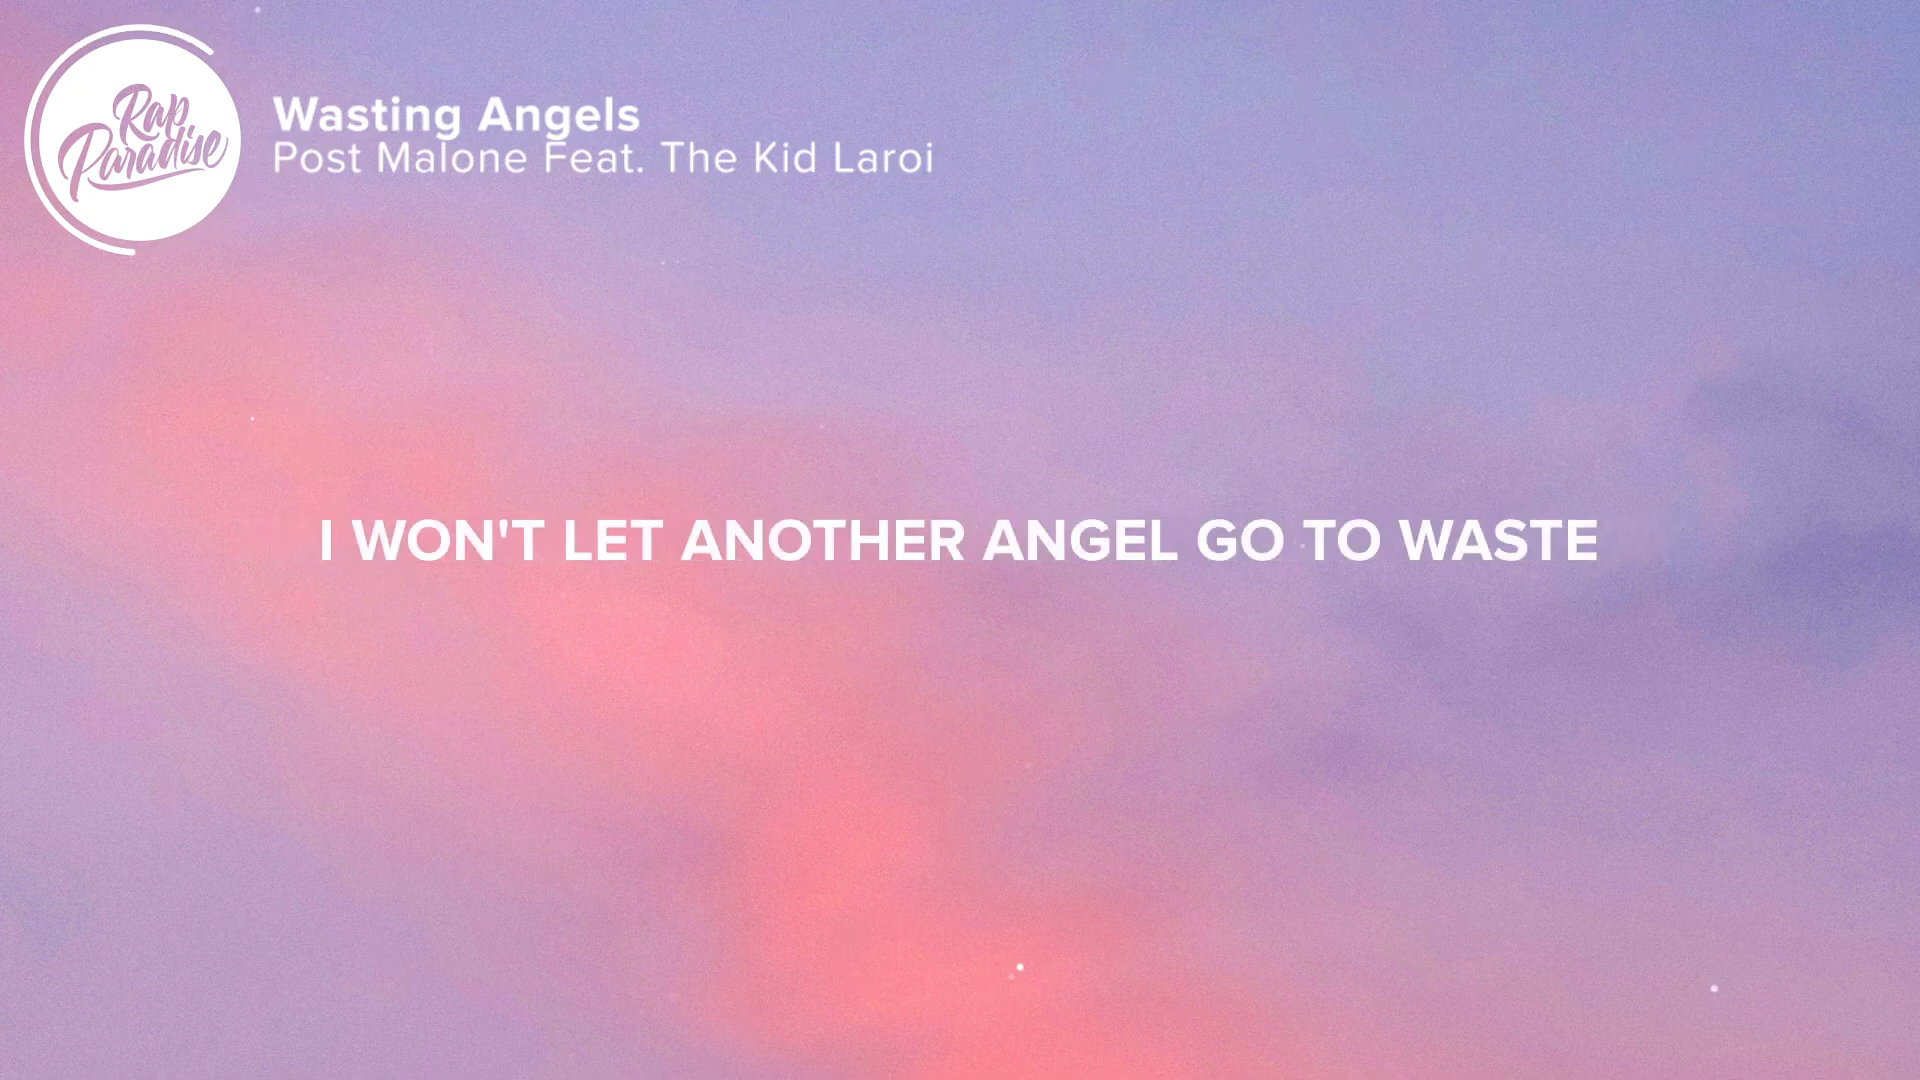 Rap
Paradise
Wasting Angels
Post Malone Feat. The Kid Laroi
I WON'T LET ANOTHER ANGEL GO TO WASTE